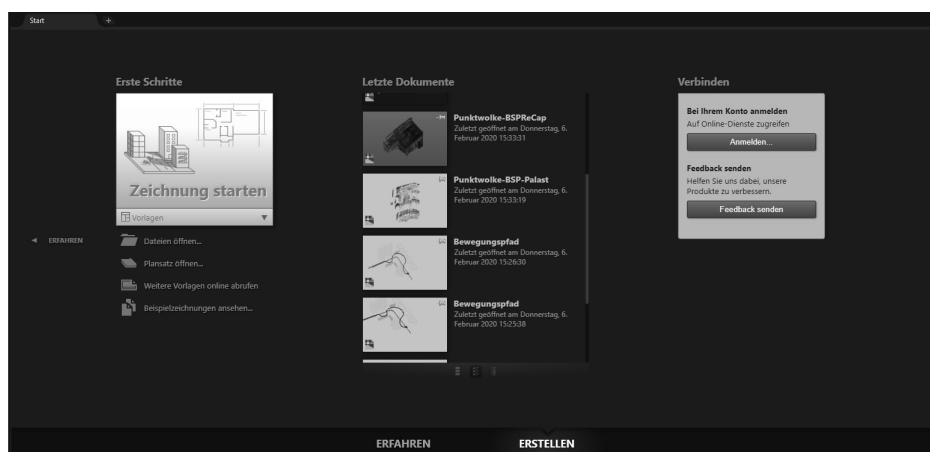 Start
+
Erste Schritte
Zeichnung starten
Vorlagen
ERFAHREN
Dateien öffnen...
Plansatz öffnen...
Weitere Vorlagen online abrufen
Beispielzeichnungen ansehen...
Letzte Dokumente
Punktwolke-BSPReCap
Zuletzt geöffnet am Donnerstag, 6.
Februar 2020 15:33:31
Punktwolke-BSP-Palast
Zuletzt geöffnet am Donnerstag, 6.
Februar 2020 15:33:19
Bewegungspfad
Zuletzt geöffnet am Donnerstag, 6.
Februar 2020 15:26:30
Bewegungspfad
Zuletzt geöffnet am Donnerstag, 6.
Februar 2020 15:25:38
Verbinden
Bei Ihrem Konto anmelden
Auf Online-Dienste zugreifen
Anmelden...
Feedback senden
Helfen Sie uns dabei, unsere
Produkte zu verbessern.
Feedback senden
ERFAHREN
ERSTELLEN